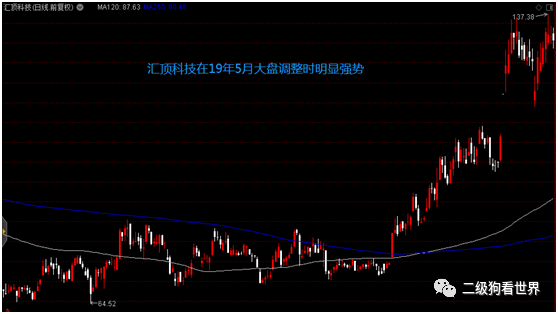 汇顶科技(日线.前复权) MA120: 87.63
137.38
汇顶科技在19年5月大盘调整时明显强势
64.52
二级狗看世界